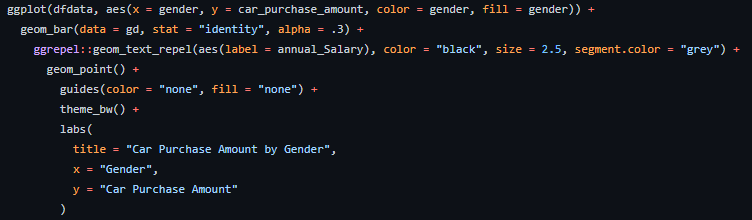 ggplot(dfdata, aes(x = gender, y = car_purchase_amount, color = gender, fill = gender)) +
  geom_bar(data = gd, stat = "identity", alpha = .3) +
    ggrepel::geom_text_repel(aes(label = annual_Salary), color = "black", size = 2.5, segment.color = "grey") +
      geom_point() +
        guides(color = "none", fill = "none") +
        theme_bw() +
        labs(
          title = "Car Purchase Amount by Gender",
          x = "Gender",
          y = "Car Purchase Amount"
        )